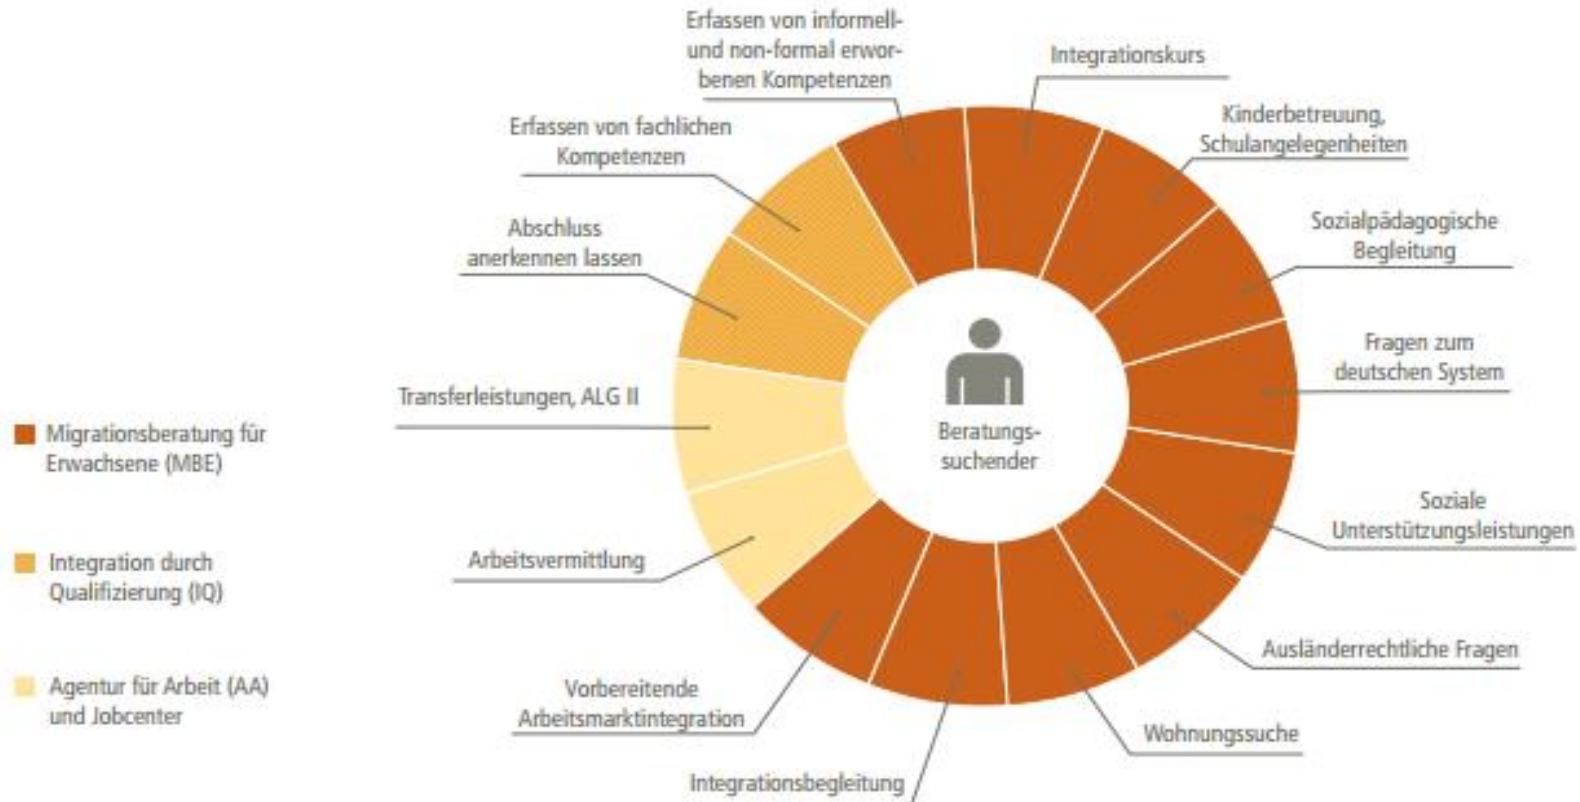 Erfassen von informell-
und non-formal erwor-
benen Kompetenzen
Integrationskurs
Kinderbetreuung,
Schulangelegenheiten
Erfassen von fachlichen
Kompetenzen
Sozialpädagogische
Begleitung
Abschluss
anerkennen lassen
Fragen zum
deutschen System
Transferleistungen, ALG II
Beratungs-
suchender
Migrationsberatung für
Erwachsene (MBE)
Soziale
Unterstützungsleistungen
Integration durch
Qualifizierung (IQ)
Arbeitsvermittlung
Ausländerrechtliche Fragen
Agentur für Arbeit (AA)
und Jobcenter
Vorbereitende
Arbeitsmarktintegration
Wohnungssuche
Integrationsbegleitung